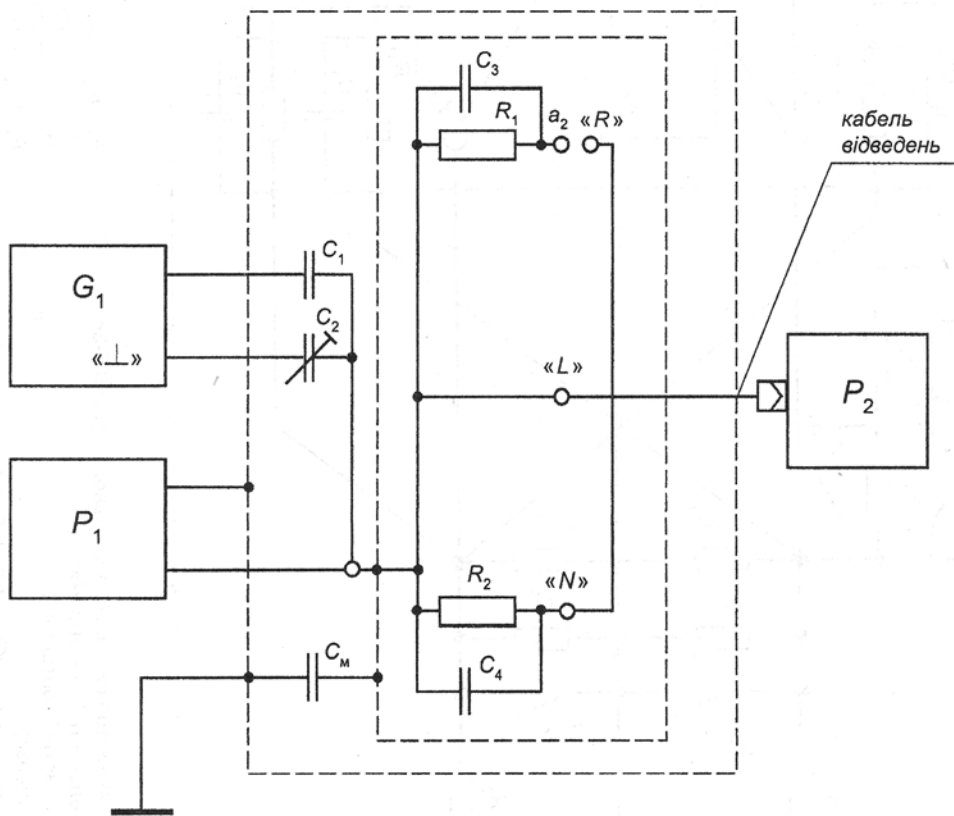 C₃
R₁
a₂
«R»
кабель
відведень
C₁
G₁
C₂
«⊥»
«L»
P₂
P₁
R₂
«N»
Cм
C₄